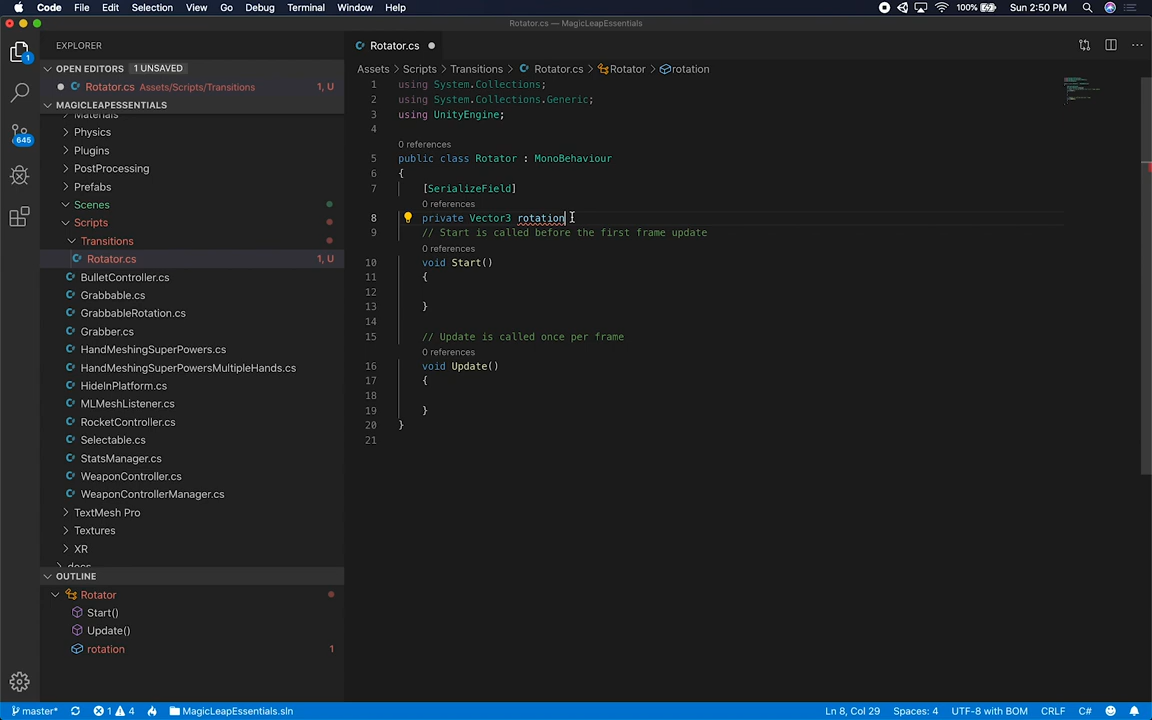 Code File Edit Selection View Go Debug Terminal Window Help 100% Sun 2:50 PM
Rotator.cs — MagicLeapEssentials
EXPLORER
OPEN EDITORS 1 UNSAVED
Rotator.cs Assets/Scripts/Transitions 1, U
MAGICLEAPESSENTIALS
Materials
Physics
Plugins
PostProcessing
Prefabs
Scenes
Scripts
Transitions
Rotator.cs 1, U
BulletController.cs
Grabbable.cs
GrabbableRotation.cs
Grabber.cs
HandMeshingSuperPowers.cs
HandMeshingSuperPowersMultipleHands.cs
HideInPlatform.cs
MLMeshListener.cs
RocketController.cs
Selectable.cs
StatsManager.cs
WeaponController.cs
WeaponControllerManager.cs
TextMesh Pro
Textures
XR
docs
OUTLINE
Rotator
Start()
Update()
rotation 1
1
645
Rotator.cs
Assets > Scripts > Transitions > Rotator.cs > Rotator > rotation
1 using System.Collections;
2 using System.Collections.Generic;
3 using UnityEngine;
4
0 references
5 public class Rotator : MonoBehaviour
6 {
7 [SerializeField]
0 references
8 private Vector3 rotation
9 // Start is called before the first frame update
0 references
10 void Start()
11 {
12
13 }
14
15 // Update is called once per frame
0 references
16 void Update()
17 {
18
19 }
20 }
21
master* 1 4 MagicLeapEssentials.sln Ln 8, Col 29 Spaces: 4 UTF-8 with BOM CRLF C#